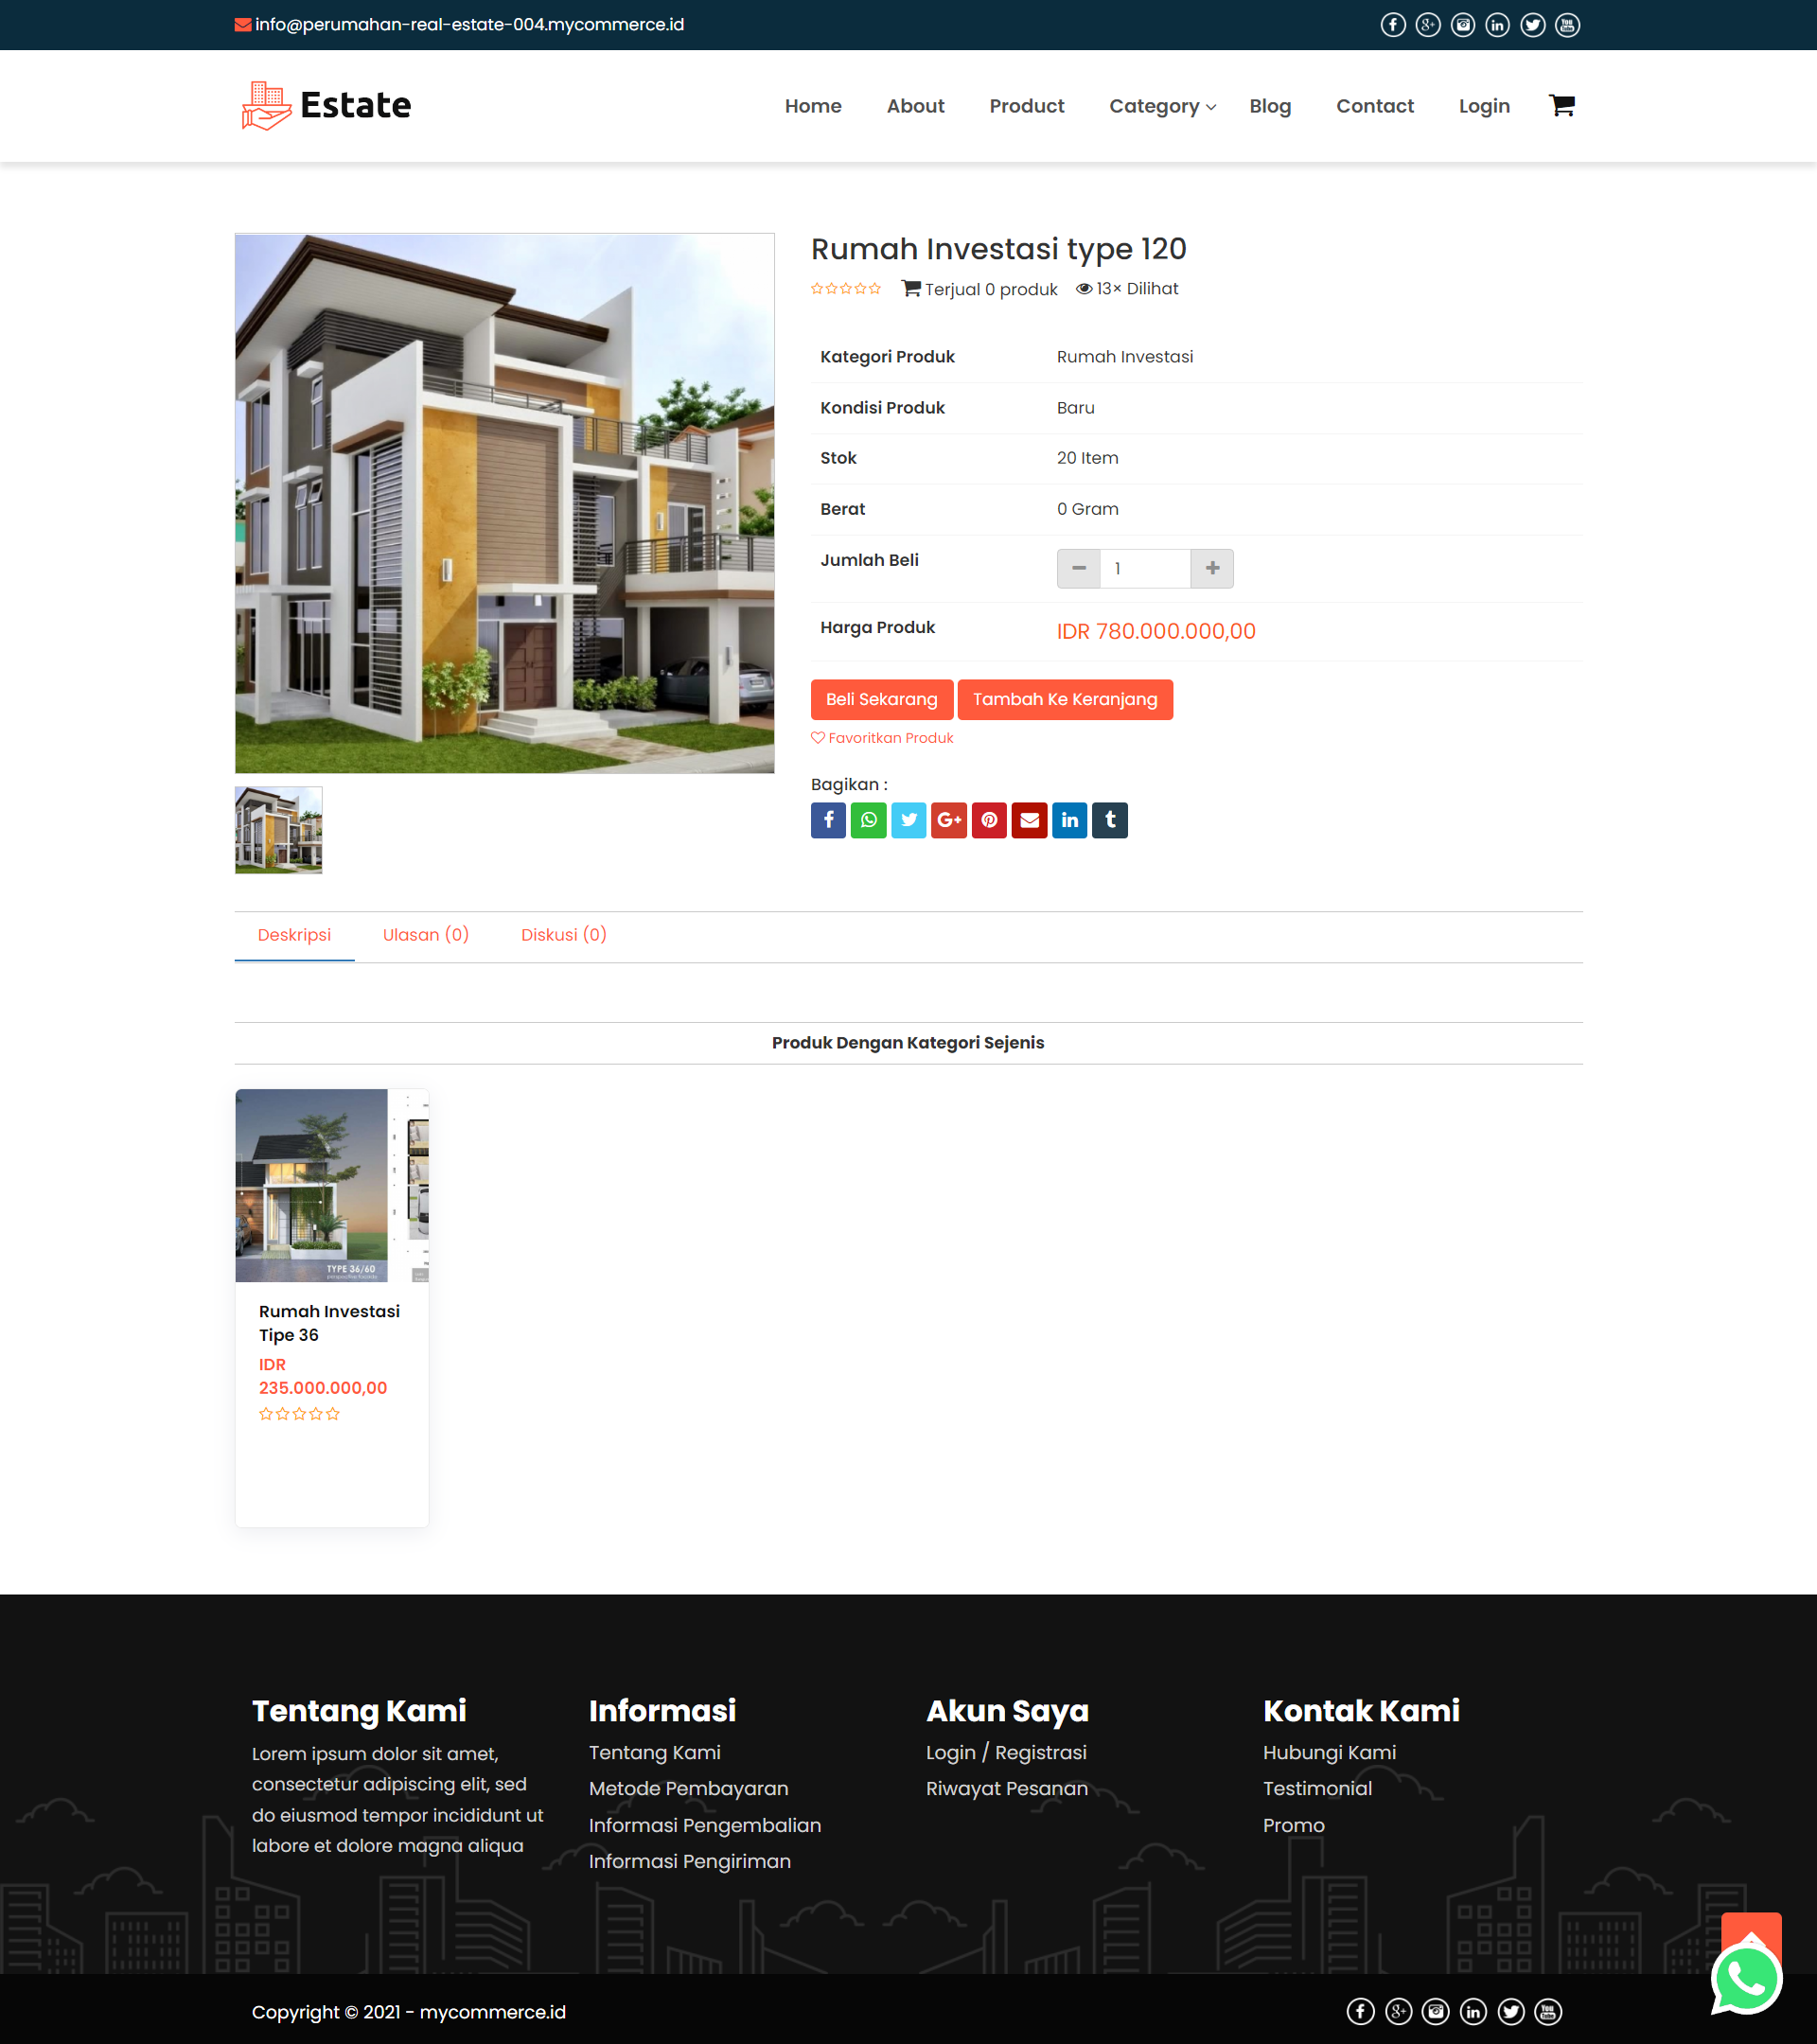 info@perumahan-real-estate-004.mycommerce.id
Estate
Home About Product Category Blog Contact Login
Rumah Investasi type 120
Terjual 0 produk 13× Dilihat
Kategori Produk Rumah Investasi
Kondisi Produk Baru
Stok 20 Item
Berat 0 Gram
Jumlah Beli 1
Harga Produk IDR 780.000.000,00
Beli Sekarang Tambah Ke Keranjang
Favoritkan Produk
Bagikan :
Deskripsi Ulasan (0) Diskusi (0)
Produk Dengan Kategori Sejenis
TYPE 36/60
Rumah Investasi
Tipe 36
IDR
235.000.000,00
Tentang Kami
Lorem ipsum dolor sit amet,
consectetur adipiscing elit, sed
do eiusmod tempor incididunt ut
labore et dolore magna aliqua
Informasi
Tentang Kami
Metode Pembayaran
Informasi Pengembalian
Informasi Pengiriman
Akun Saya
Login / Registrasi
Riwayat Pesanan
Kontak Kami
Hubungi Kami
Testimonial
Promo
Copyright © 2021 - mycommerce.id